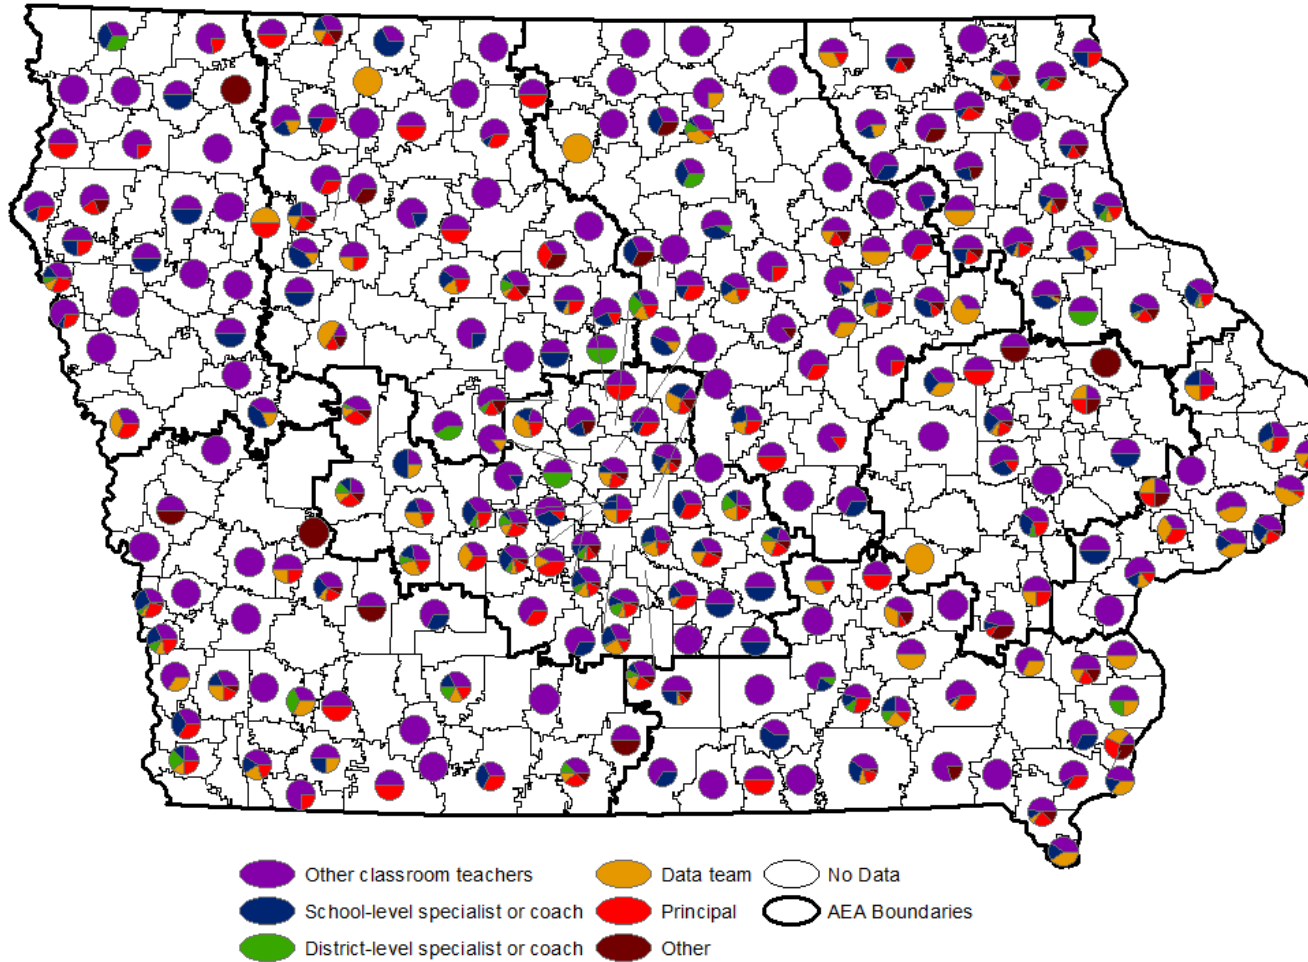 Other classroom teachers
Data team
No Data
School-level specialist or coach
Principal
AEA Boundaries
District-level specialist or coach
Other